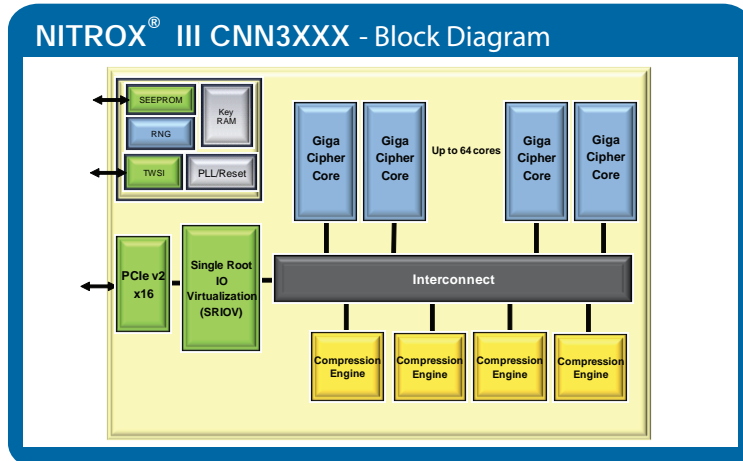 NITROX® III CNN3XXX - Block Diagram
SEEPROM
Key
RAM
RNG
TWSI
PLL/Reset
Giga
Cipher
Core
Giga
Cipher
Core
Up to 64 cores
Giga
Cipher
Core
Giga
Cipher
Core
PCIe v2
x16
Single Root
IO
Virtualization
(SRIOV)
Interconnect
Compression
Engine
Compression
Engine
Compression
Engine
Compression
Engine